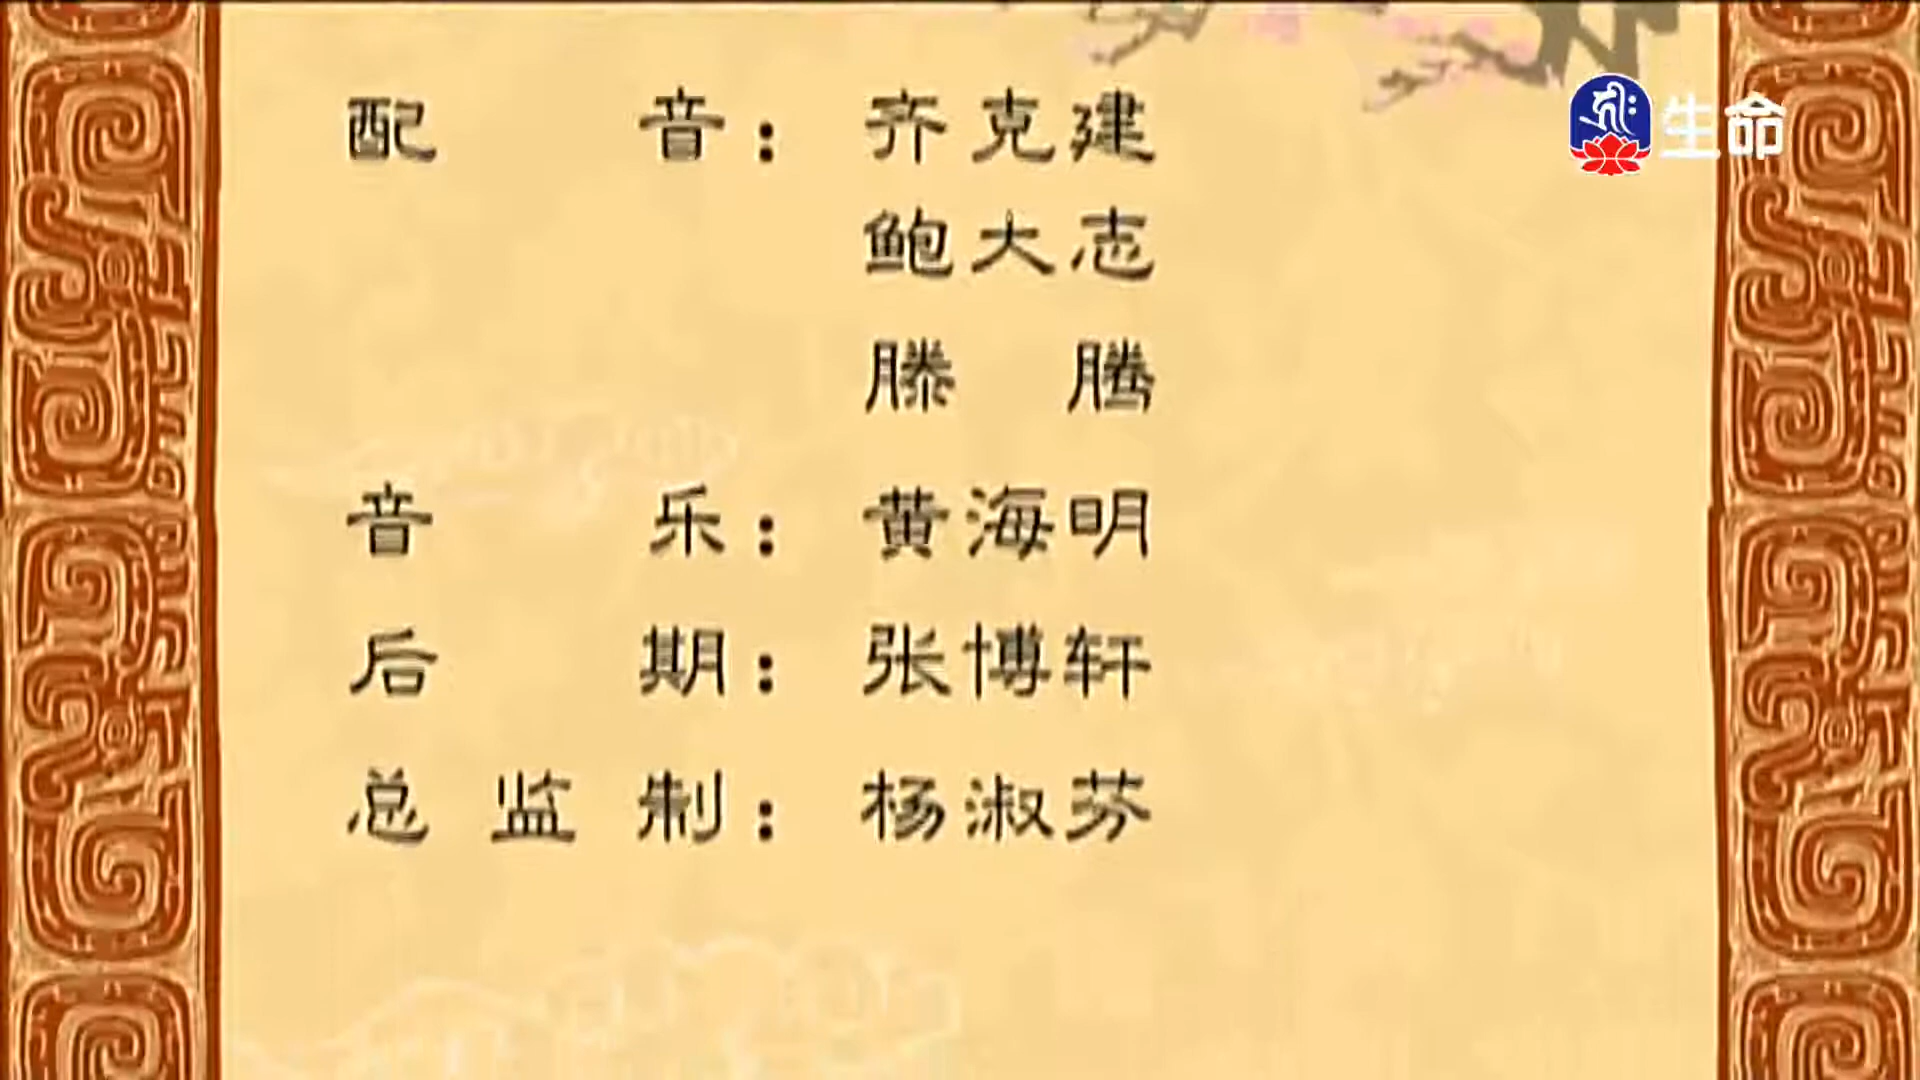 配音：齐克建
鲍大志
滕腾
音乐：黄海明
后期：张博轩
总监制：杨淑芬
生命